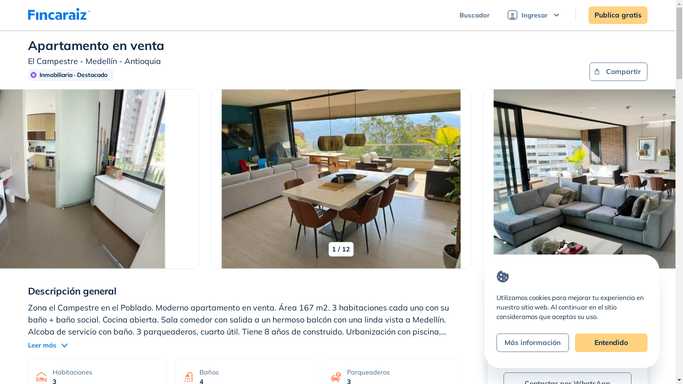 Fincaraiz
Buscador
Ingresar
Publica gratis
Apartamento en venta
El Campestre - Medellín - Antioquia
Inmobiliaria · Destacado
Compartir
1 / 12
Descripción general
Zona el Campestre en el Poblado. Moderno apartamento en venta. Área 167 m2. 3 habitaciones cada uno con su
baño + baño social. Cocina abierta. Sala comedor con salida a un hermoso balcón con una linda vista a Medellín.
Alcoba de servicio con baño. 3 parqueaderos, cuarto útil. Tiene 8 años de construido. Urbanización con piscina,...
Leer más
Habitaciones
3
Baños
4
Parqueaderos
3
Utilizamos cookies para mejorar tu experiencia en
nuestro sitio web. Al continuar en el sitio
consideramos que aceptas su uso.
Más información
Entendido
Contactar por WhatsApp